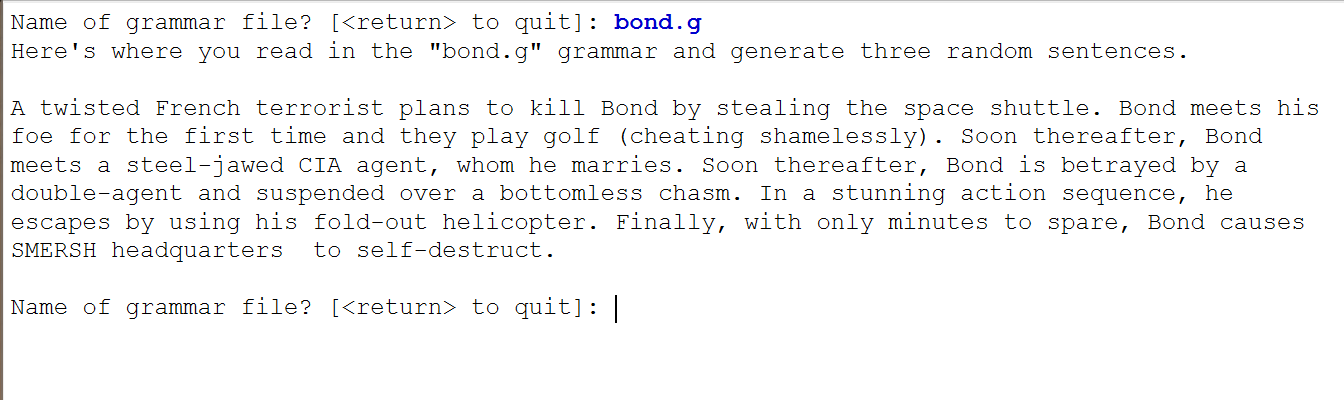 Name of grammar file? [<return> to quit]: bond.g
Here's where you read in the "bond.g" grammar and generate three random sentences.
A twisted French terrorist plans to kill Bond by stealing the space shuttle. Bond meets his
foe for the first time and they play golf (cheating shamelessly). Soon thereafter, Bond
meets a steel-jawed CIA agent, whom he marries. Soon thereafter, Bond is betrayed by a
double-agent and suspended over a bottomless chasm. In a stunning action sequence, he
escapes by using his fold-out helicopter. Finally, with only minutes to spare, Bond causes
SMERSH headquarters  to self-destruct.
Name of grammar file? [<return> to quit]: